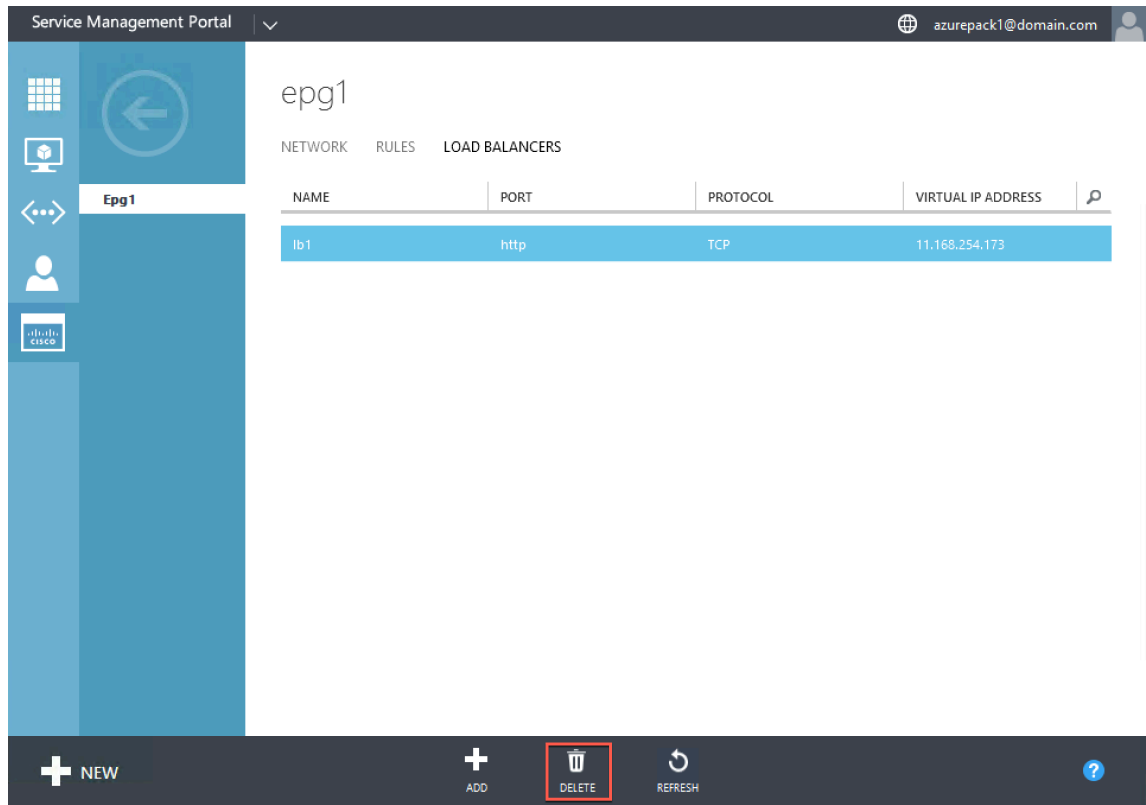 Service Management Portal
azurepack1@domain.com
epg1
NETWORK RULES LOAD BALANCERS
Epg1
NAME PORT PROTOCOL VIRTUAL IP ADDRESS
lb1 http TCP 11.168.254.173
CISCO
NEW
ADD
DELETE
REFRESH
?